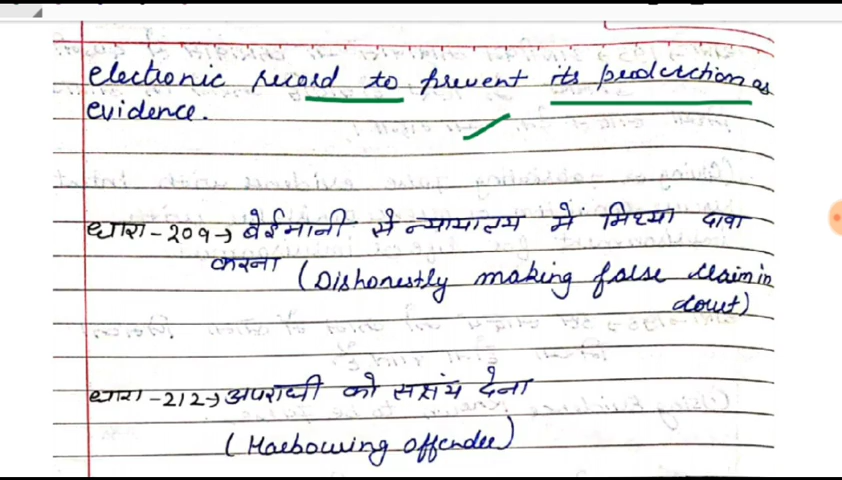 electronic record to prevent its production as
evidence.
धारा-209→ बेईमानी से न्यायालय में मिथ्या दावा
करना (Dishonestly making false claim in
court)
धारा-212→ अपराधी को संश्रय देना
(Harbouring offender)